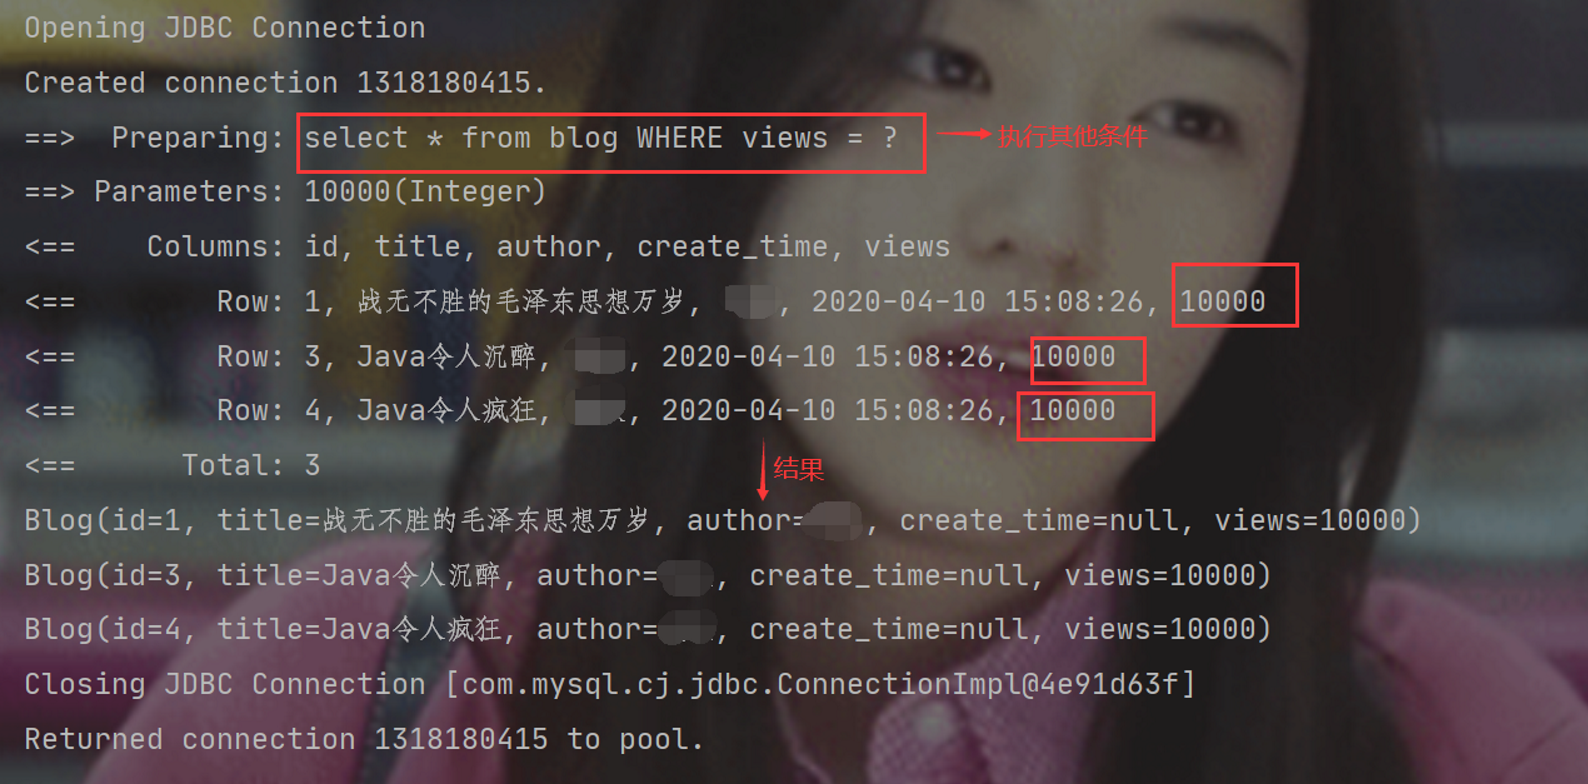 Opening JDBC Connection
Created connection 1318180415.
==>  Preparing: select * from blog WHERE views = ? 执行其他条件
==> Parameters: 10000(Integer)
<==    Columns: id, title, author, create_time, views
<==        Row: 1, 战无不胜的毛泽东思想万岁, , 2020-04-10 15:08:26, 10000
<==        Row: 3, Java令人沉醉, , 2020-04-10 15:08:26, 10000
<==        Row: 4, Java令人疯狂, , 2020-04-10 15:08:26, 10000
<==      Total: 3
结果
Blog(id=1, title=战无不胜的毛泽东思想万岁, author=, create_time=null, views=10000)
Blog(id=3, title=Java令人沉醉, author=, create_time=null, views=10000)
Blog(id=4, title=Java令人疯狂, author=, create_time=null, views=10000)
Closing JDBC Connection [com.mysql.cj.jdbc.ConnectionImpl@4e91d63f]
Returned connection 1318180415 to pool.